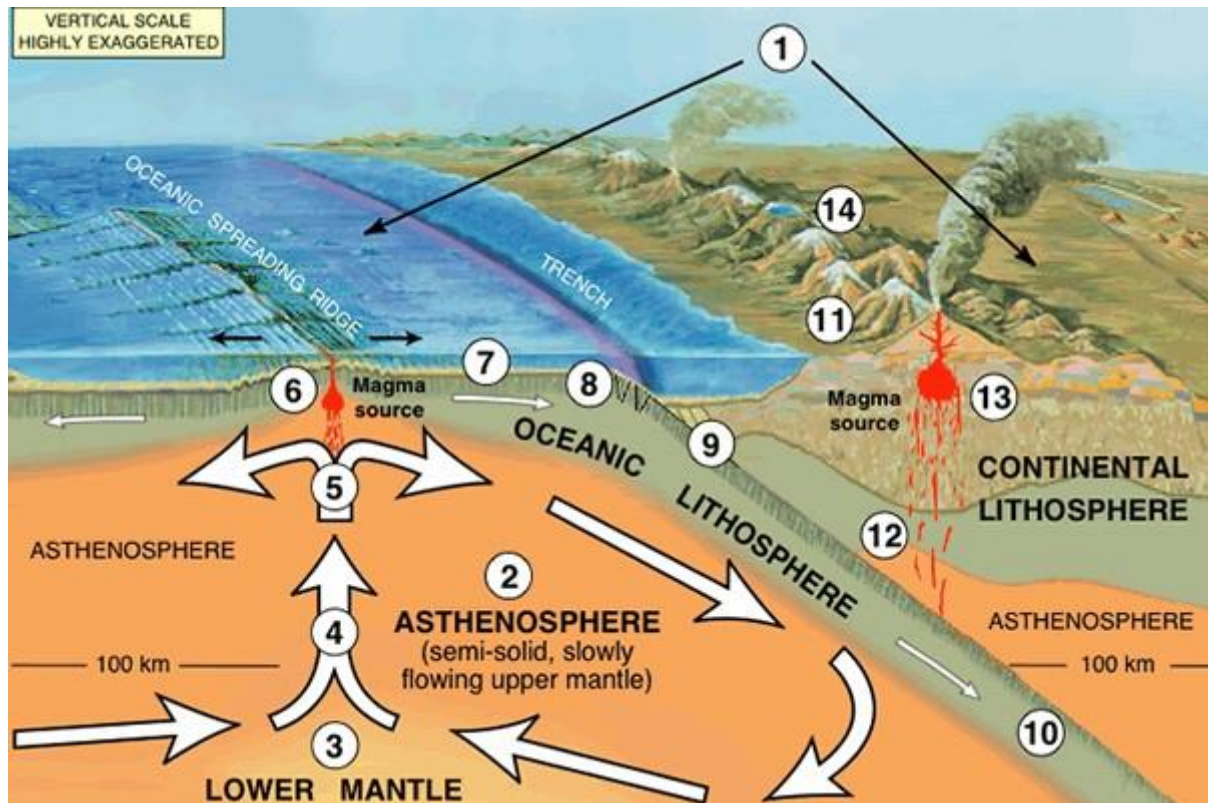 VERTICAL SCALE
HIGHLY EXAGGERATED
1
OCEANIC SPREADING RIDGE
TRENCH
14
11
7
8
6
Magma
source
Magma
source
13
9
OCEANIC LITHOSPHERE
CONTINENTAL
LITHOSPHERE
5
12
ASTHENOSPHERE
2
ASTHENOSPHERE
(semi-solid, slowly
flowing upper mantle)
4
ASTHENOSPHERE
100 km
100 km
10
3
LOWER MANTLE